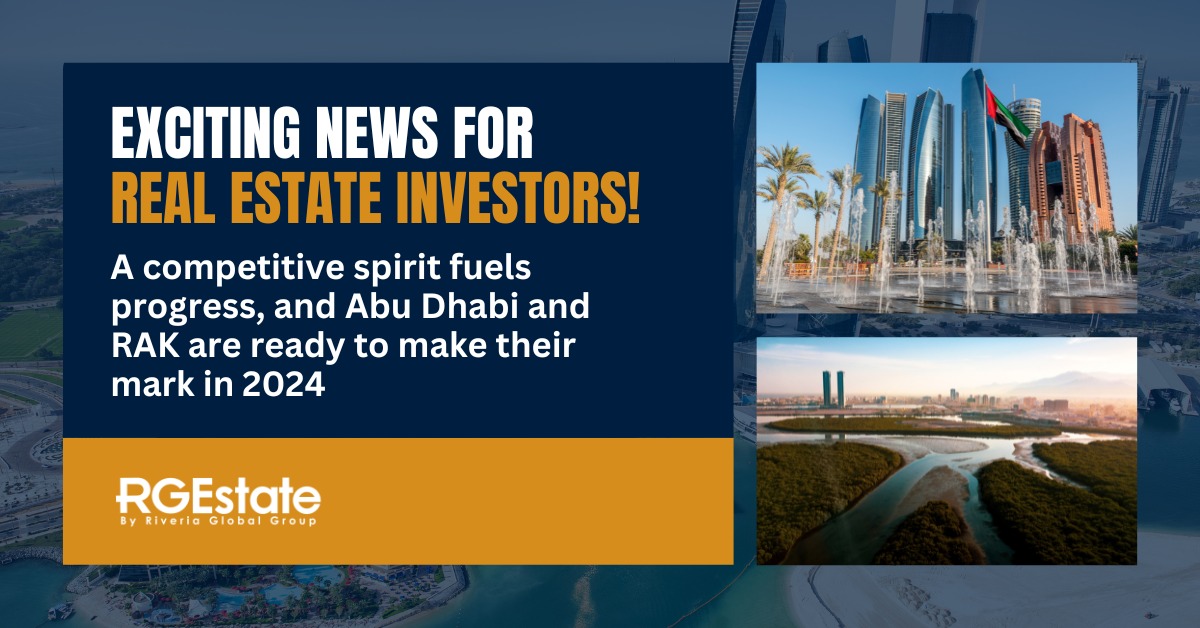 EXCITING NEWS FOR
REAL ESTATE INVESTORS!
A competitive spirit fuels
progress, and Abu Dhabi and
RAK are ready to make their
mark in 2024
RGEstate
By Riveria Global Group